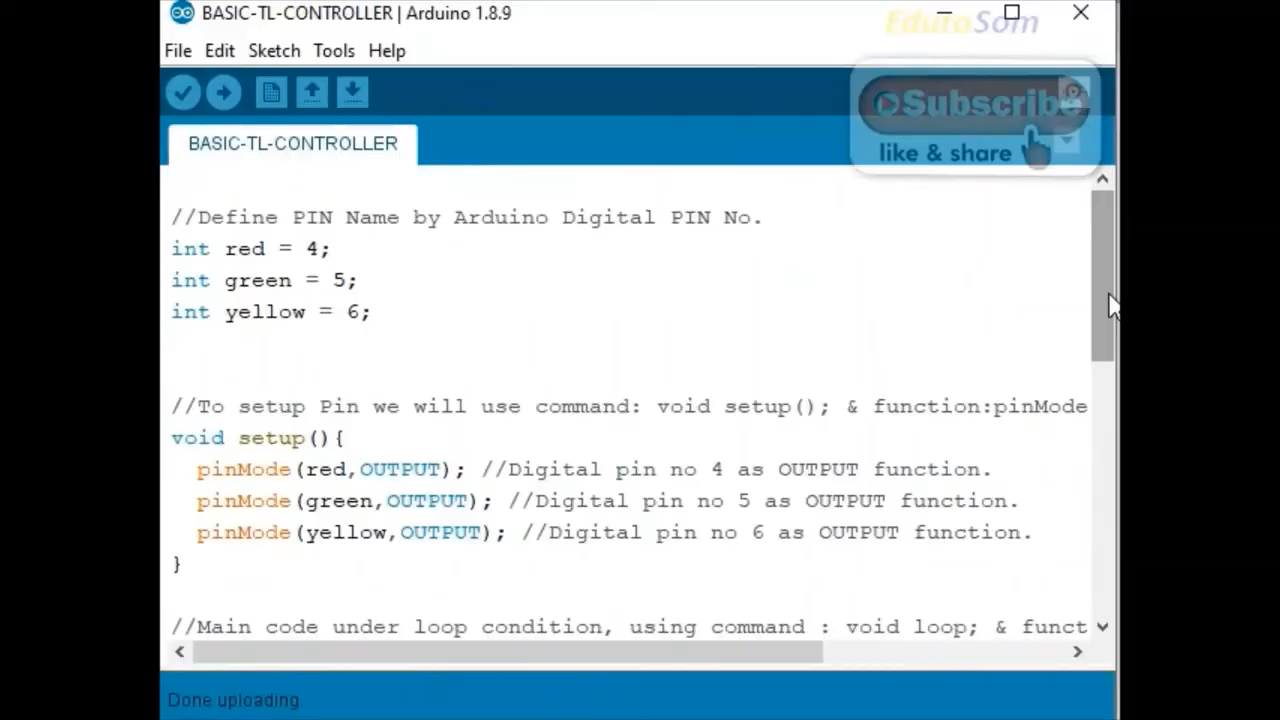 BASIC-TL-CONTROLLER | Arduino 1.8.9
EduroSom
File Edit Sketch Tools Help
Subscribe
like & share
BASIC-TL-CONTROLLER
//Define PIN Name by Arduino Digital PIN No.
int red = 4;
int green = 5;
int yellow = 6;
//To setup Pin we will use command: void setup(); & function:pinMode
void setup(){
pinMode(red,OUTPUT); //Digital pin no 4 as OUTPUT function.
pinMode(green,OUTPUT); //Digital pin no 5 as OUTPUT function.
pinMode(yellow,OUTPUT); //Digital pin no 6 as OUTPUT function.
}
//Main code under loop condition, using command : void loop; & funct
Done uploading